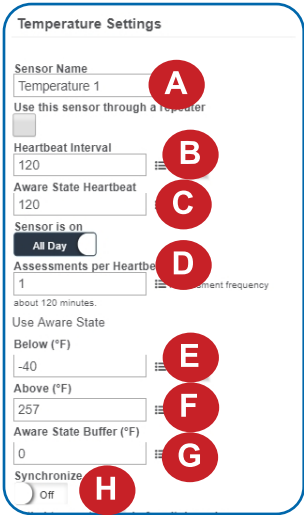 Temperature Settings
Sensor Name
Temperature 1
A
Use this sensor through a repeater
Heartbeat Interval
120
B
Aware State Heartbeat
120
C
Sensor is on
All Day
D
Assessments per
1
frequency
about 120 minutes.
Use Aware State
Below (°F)
-40
E
Above (°F)
257
F
Aware State Buffer (°F)
0
G
Synchronize
Off
H